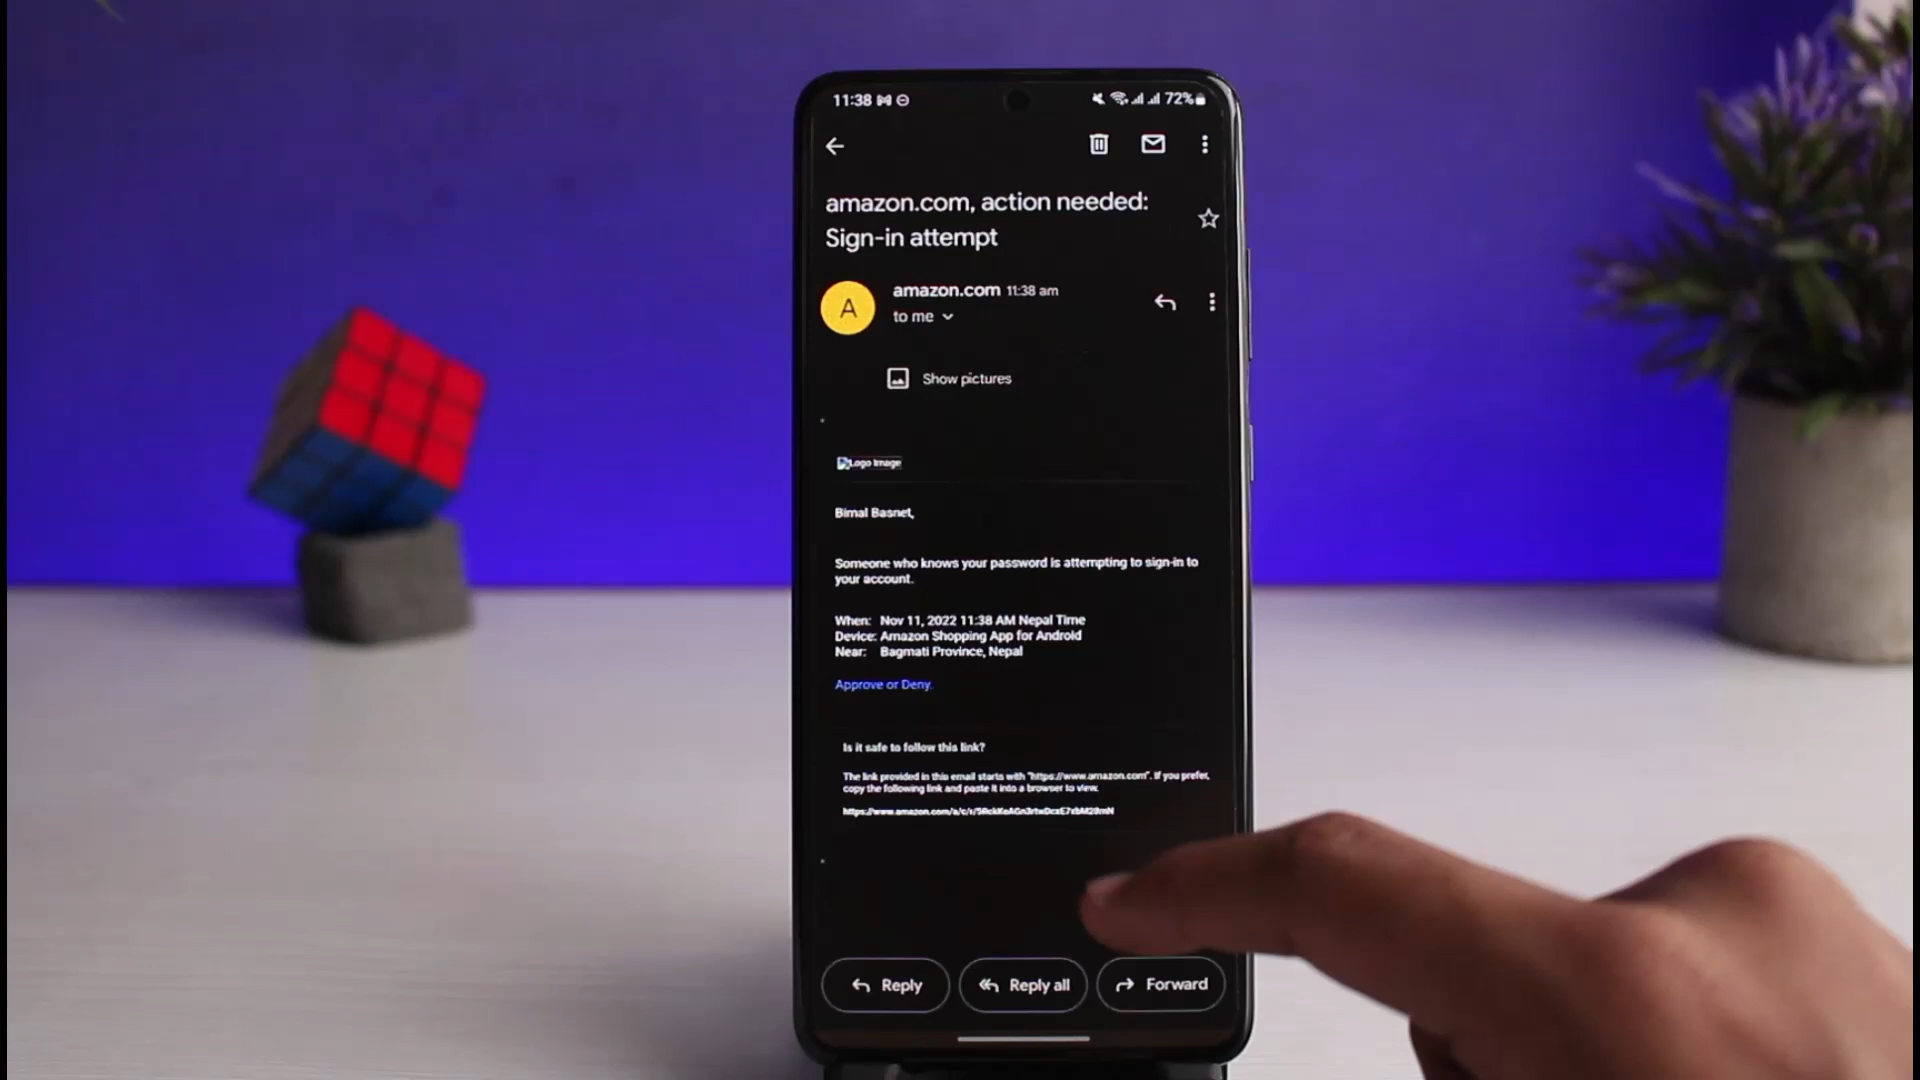 11:38
72%
amazon.com, action needed:
Sign-in attempt
A
amazon.com 11:38 am
to me
Show pictures
Logo Image
Bimal Basnet,
Someone who knows your password is attempting to sign-in to
your account.
When: Nov 11, 2022 11:38 AM Nepal Time
Device: Amazon Shopping App for Android
Near: Bagmati Province, Nepal
Approve or Deny.
Is it safe to follow this link?
The link provided in this email starts with "https://www.amazon.com". If you prefer,
copy the following link and paste it into a browser to view.
Reply
Reply all
Forward